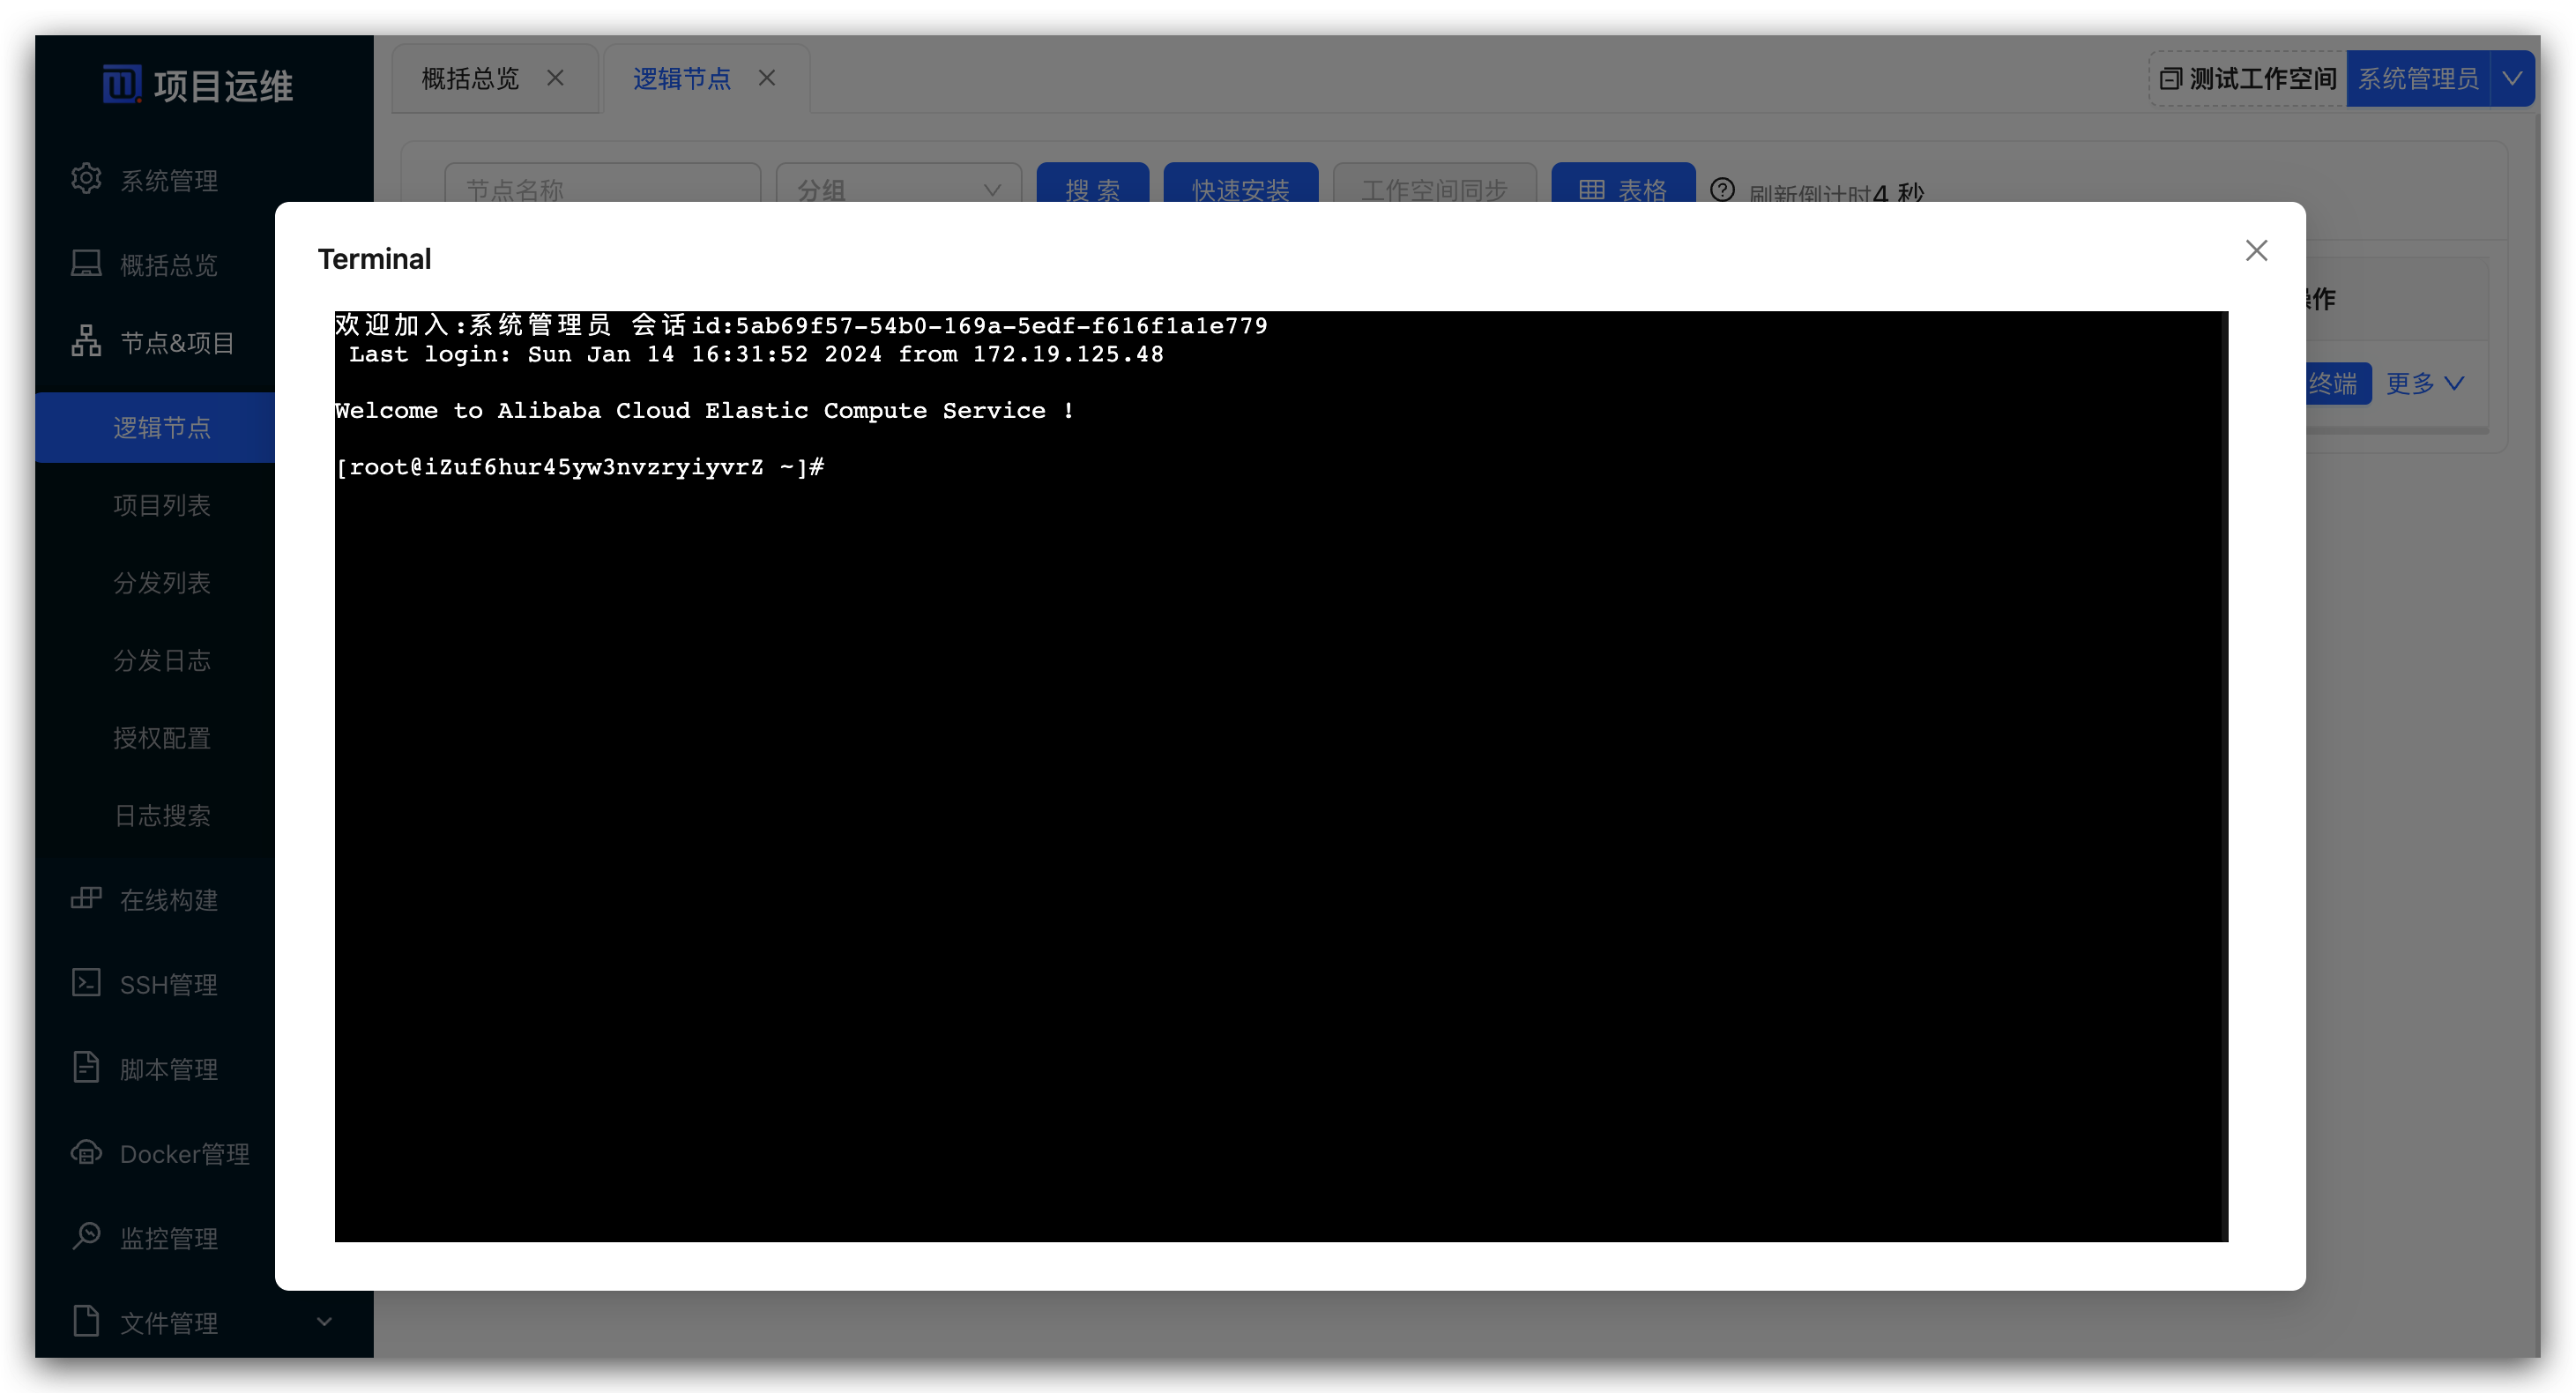 项目运维
概括总览
逻辑节点
测试工作空间
系统管理员
系统管理
概括总览
节点&项目
逻辑节点
项目列表
分发列表
分发日志
授权配置
日志搜索
在线构建
SSH管理
脚本管理
Docker管理
监控管理
文件管理
节点名称
分组
搜 索
快速安装
工作空间同步
表格
刷新倒计时4 秒
作
终端
更多
Terminal
欢迎加入:系统管理员 会话id:5ab69f57-54b0-169a-5edf-f616f1a1e779
Last login: Sun Jan 14 16:31:52 2024 from 172.19.125.48
Welcome to Alibaba Cloud Elastic Compute Service !
[root@iZuf6hur45yw3nvzryiyvrZ ~]#